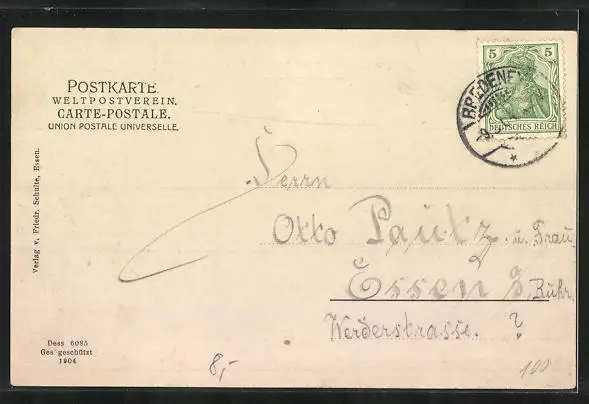 POSTKARTE.
WELTPOSTVEREIN.
CARTE-POSTALE.
UNION POSTALE UNIVERSELLE.
5 5
DEUTSCHES REICH
BREDENEY
Verlag v. Friedr. Schulte, Essen.
Herrn
Otto Pautz u. Frau
Essen
Ruhr
Werderstrasse. ?
Dess 6085
Ges geschützt
1904
8,-
100